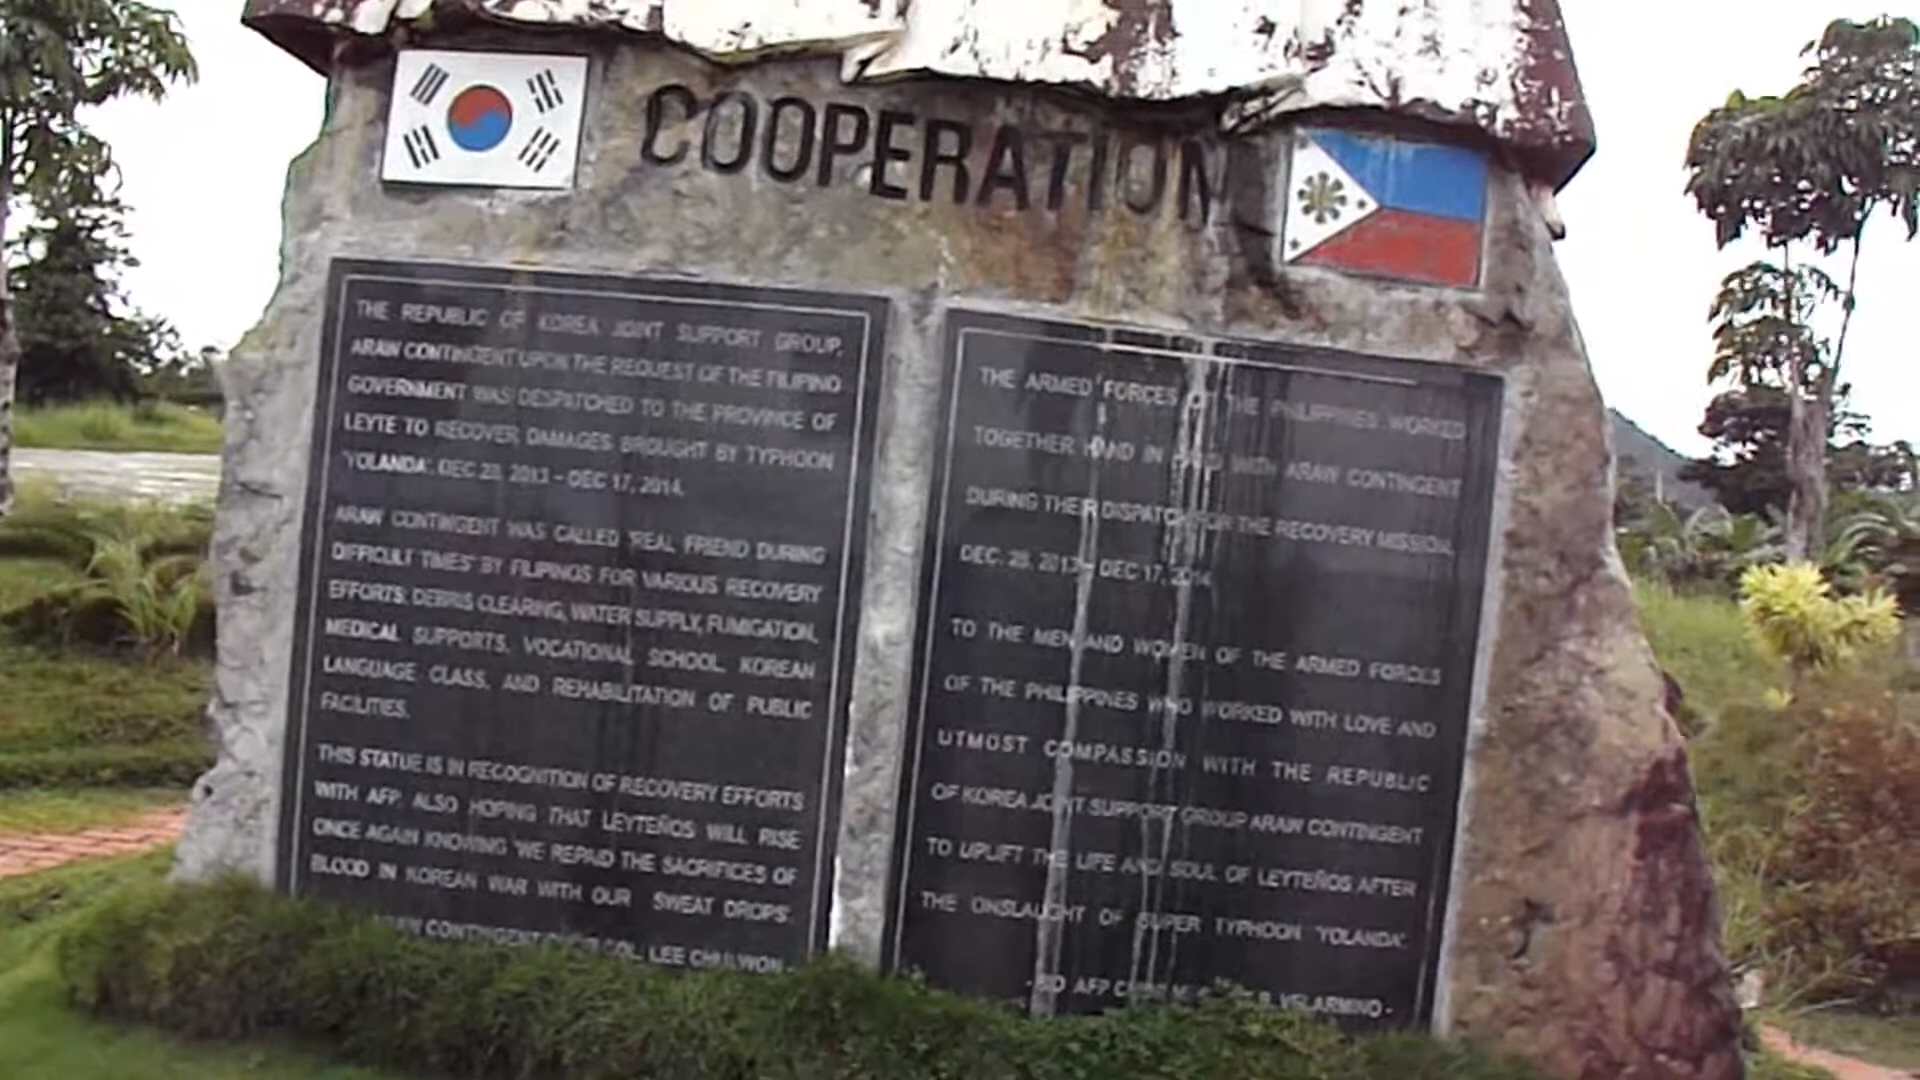 COOPERATION
THE REPUBLIC OF KOREA JOINT SUPPORT GROUP,
ARAW CONTINGENT UPON THE REQUEST OF THE FILIPINO
GOVERNMENT WAS DESPATCHED TO THE PROVINCE OF
LEYTE TO RECOVER DAMAGES BROUGHT BY TYPHOON
'YOLANDA'. DEC 28, 2013 - DEC 17, 2014.
ARAW CONTINGENT WAS CALLED 'REAL FRIEND DURING
DIFFICULT TIMES' BY FILIPINOS FOR VARIOUS RECOVERY
EFFORTS: DEBRIS CLEARING, WATER SUPPLY, FUMIGATION,
MEDICAL SUPPORTS, VOCATIONAL SCHOOL, KOREAN
LANGUAGE CLASS, AND REHABILITATION OF PUBLIC
FACILITIES.
THIS STATUE IS IN RECOGNITION OF RECOVERY EFFORTS
WITH AFP. ALSO HOPING THAT LEYTEÑOS WILL RISE
ONCE AGAIN KNOWING 'WE REPAID THE SACRIFICES OF
BLOOD IN KOREAN WAR WITH OUR SWEAT DROPS'.
CONTINGENT COL. LEE CHULWON -
THE ARMED FORCES OF THE PHILIPPINES WORKED
TOGETHER HAND IN HAND WITH ARAW CONTINGENT
DURING THEIR DISPATCH FOR THE RECOVERY MISSION.
DEC. 28, 2013 - DEC 17, 2014
TO THE MEN AND WOMEN OF THE ARMED FORCES
OF THE PHILIPPINES WHO WORKED WITH LOVE AND
UTMOST COMPASSION WITH THE REPUBLIC
OF KOREA JOINT SUPPORT GROUP ARAW CONTINGENT
TO UPLIFT THE LIFE AND SOUL OF LEYTEÑOS AFTER
THE ONSLAUGHT OF SUPER TYPHOON 'YOLANDA'.
AFP B. VELARMINO -